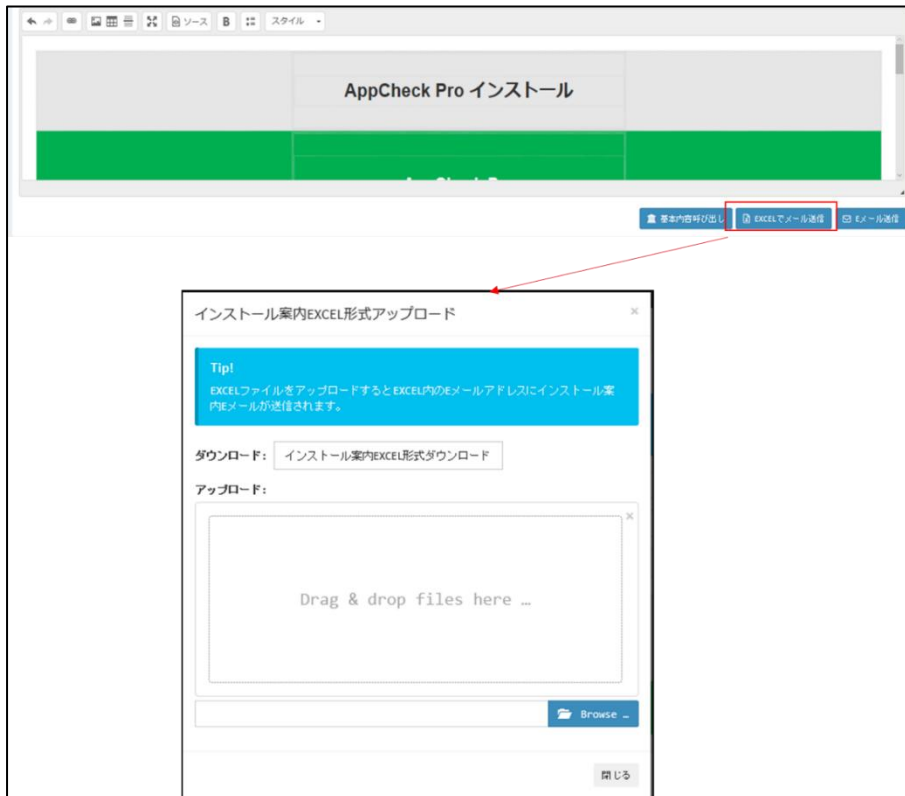 ソース B スタイル
AppCheck Pro インストール
基本内容呼び出し EXCELでメール送信 Eメール送信
インストール案内EXCEL形式アップロード ×
Tip!
EXCELファイルをアップロードするとEXCEL内のEメールアドレスにインストール案
内Eメールが送信されます。
ダウンロード: インストール案内EXCEL形式ダウンロード
アップロード:
×
Drag & drop files here …
Browse …
閉じる